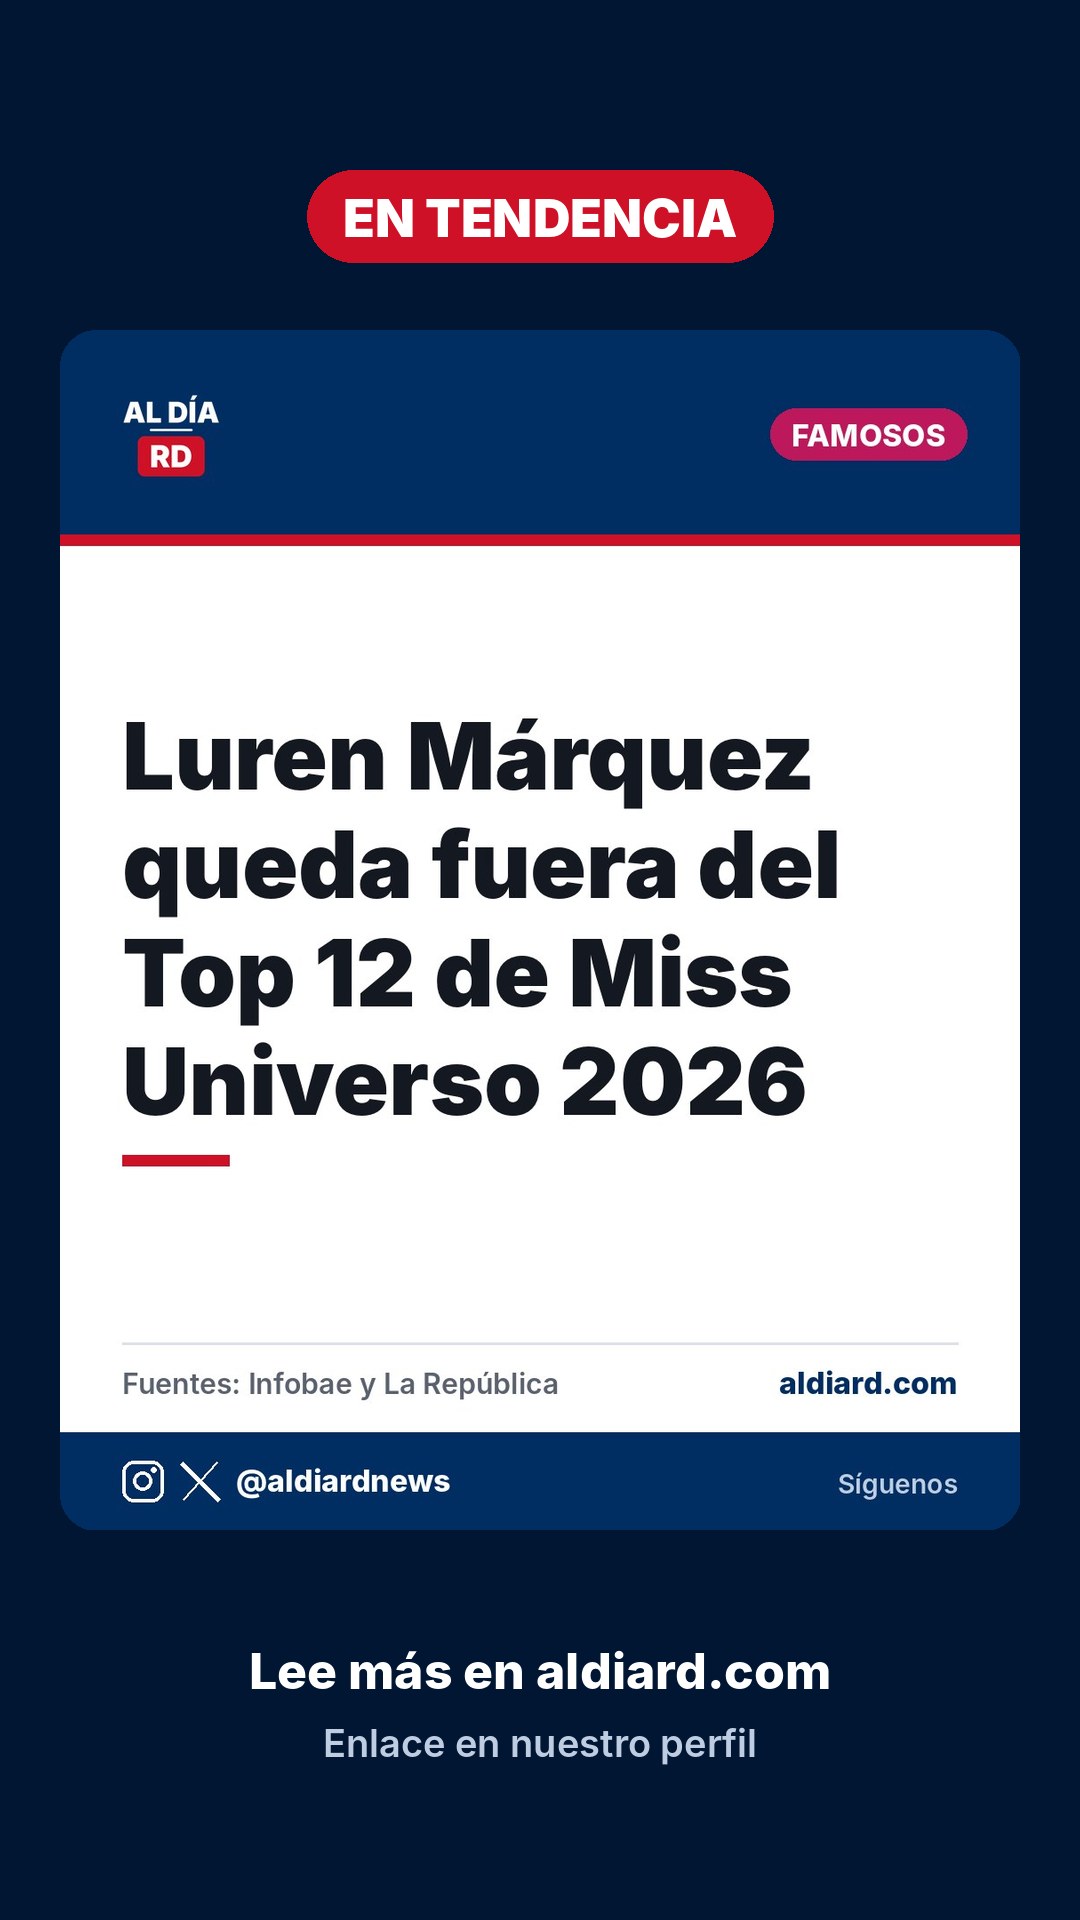 EN TENDENCIA
AL DÍA
RD
FAMOSOS
Luren Márquez
queda fuera del
Top 12 de Miss
Universo 2026
Fuentes: Infobae y La República
aldiard.com
@aldiardnews
Síguenos
Lee más en aldiard.com
Enlace en nuestro perfil